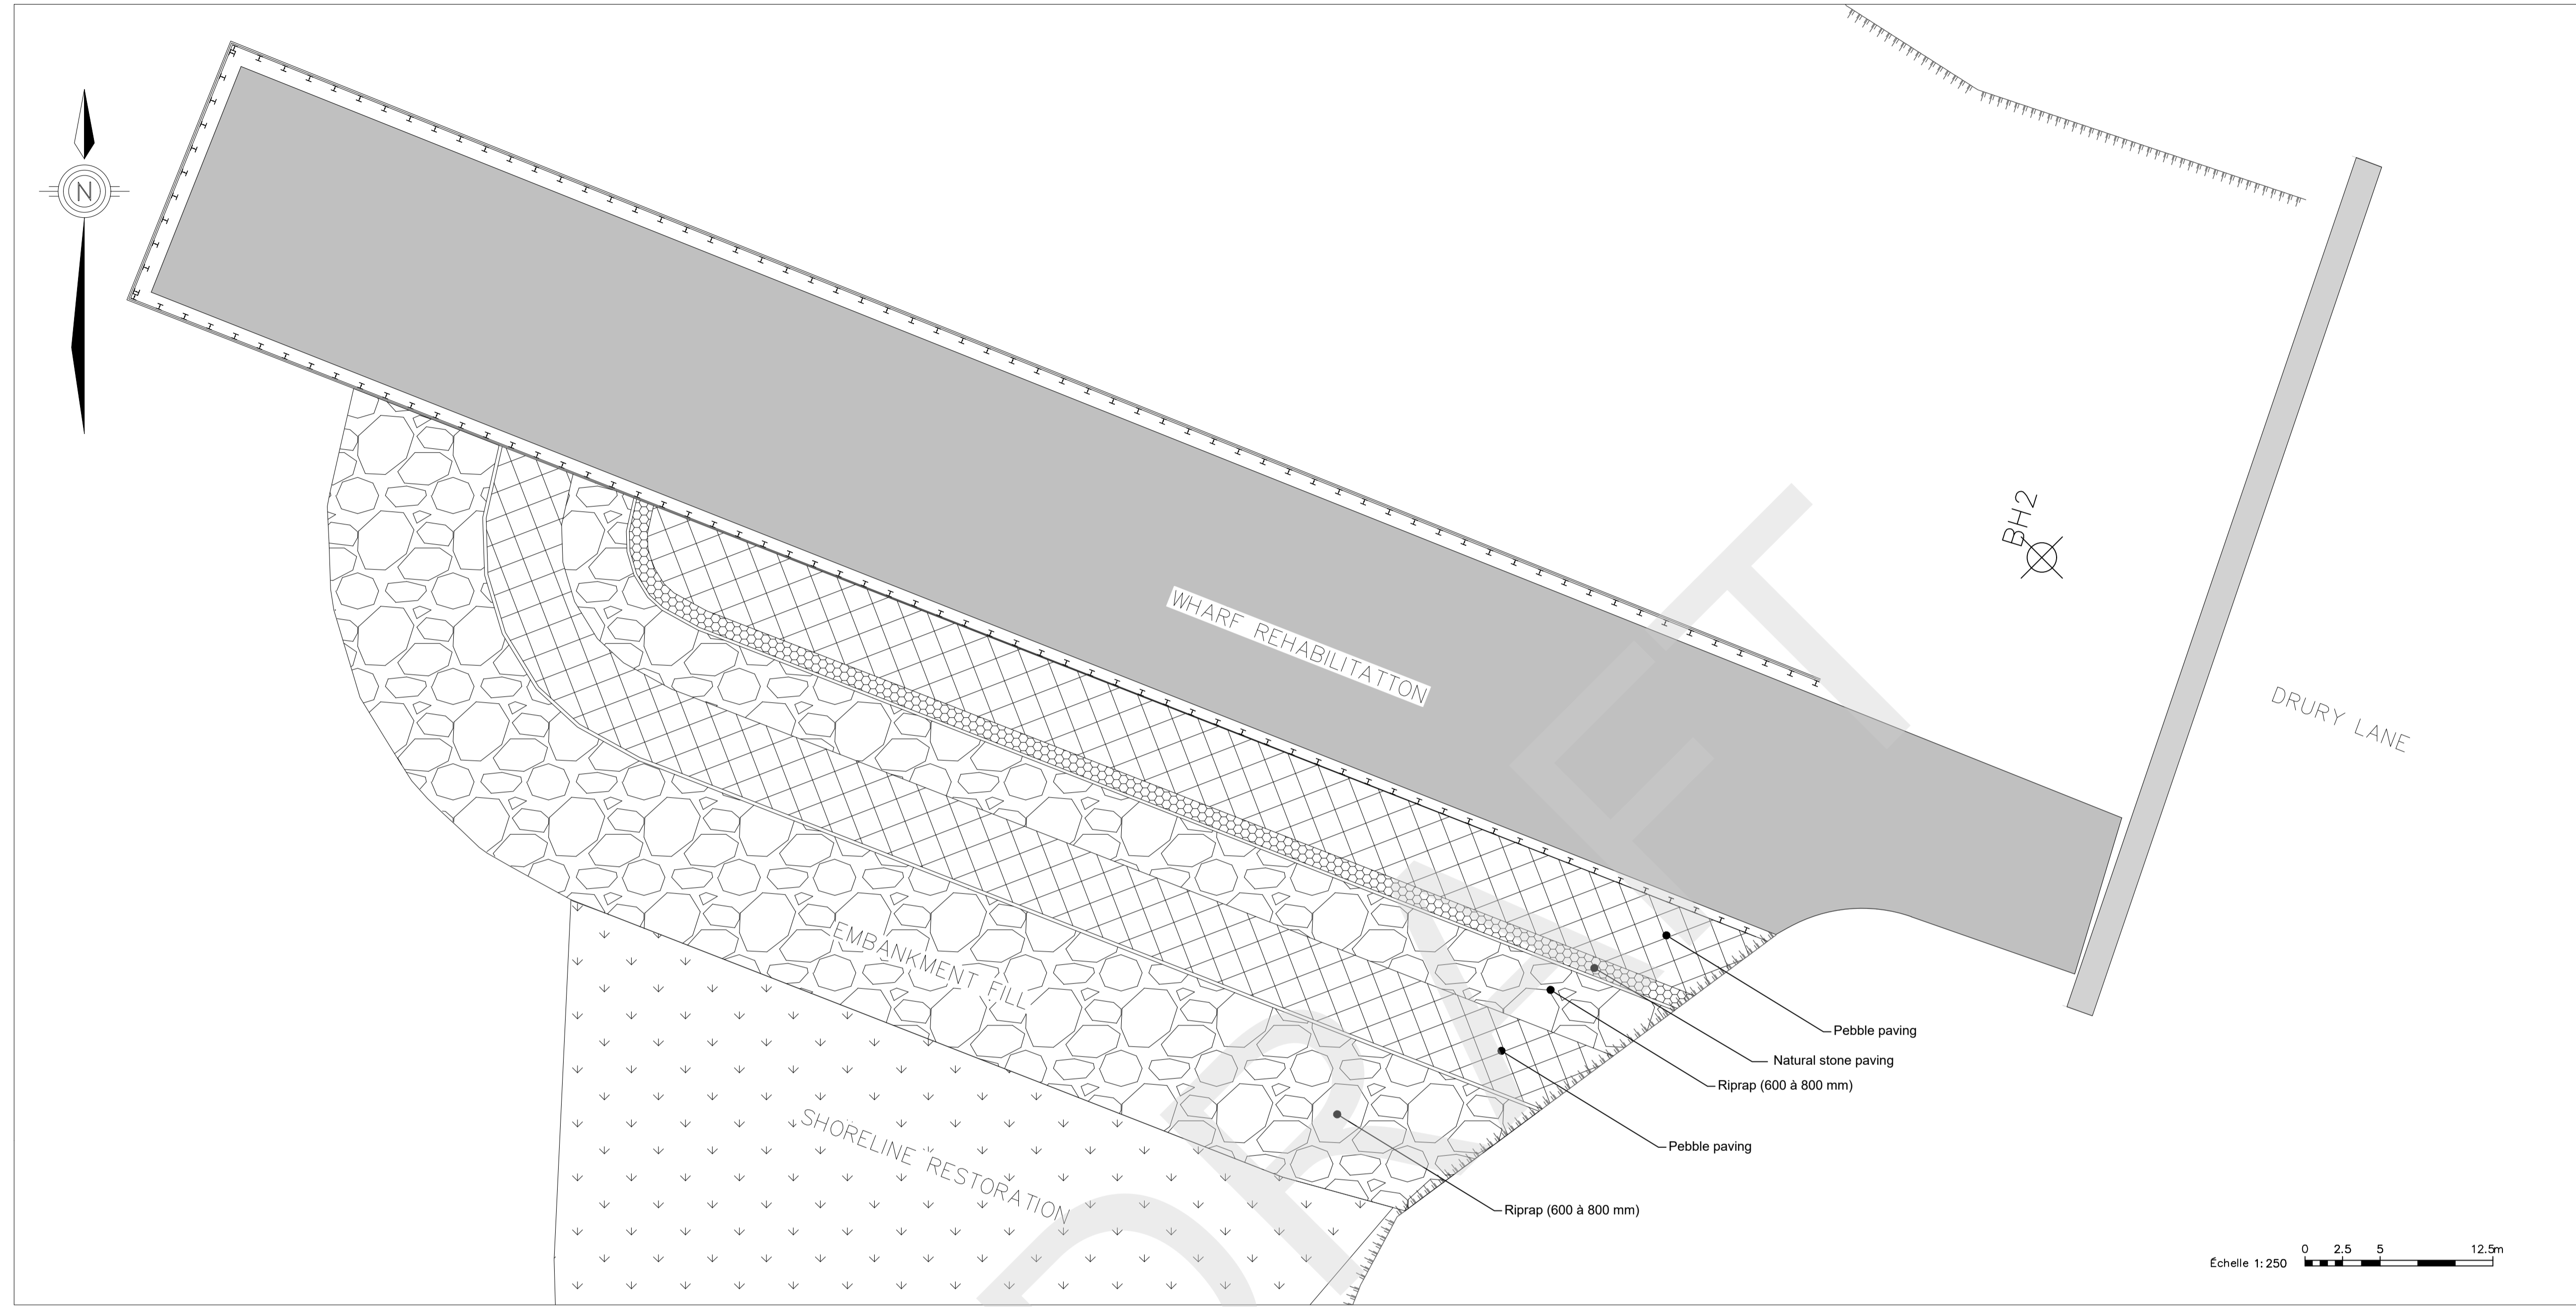 N
BH2
WHARF REHABILITATTON
DRURY LANE
EMBANKMENT FILL
SHORELINE RESTORATION
Pebble paving
Natural stone paving
Riprap (600 à 800 mm)
Pebble paving
Riprap (600 à 800 mm)
DRAFT
0 2.5 5 12.5m
Échelle 1:250